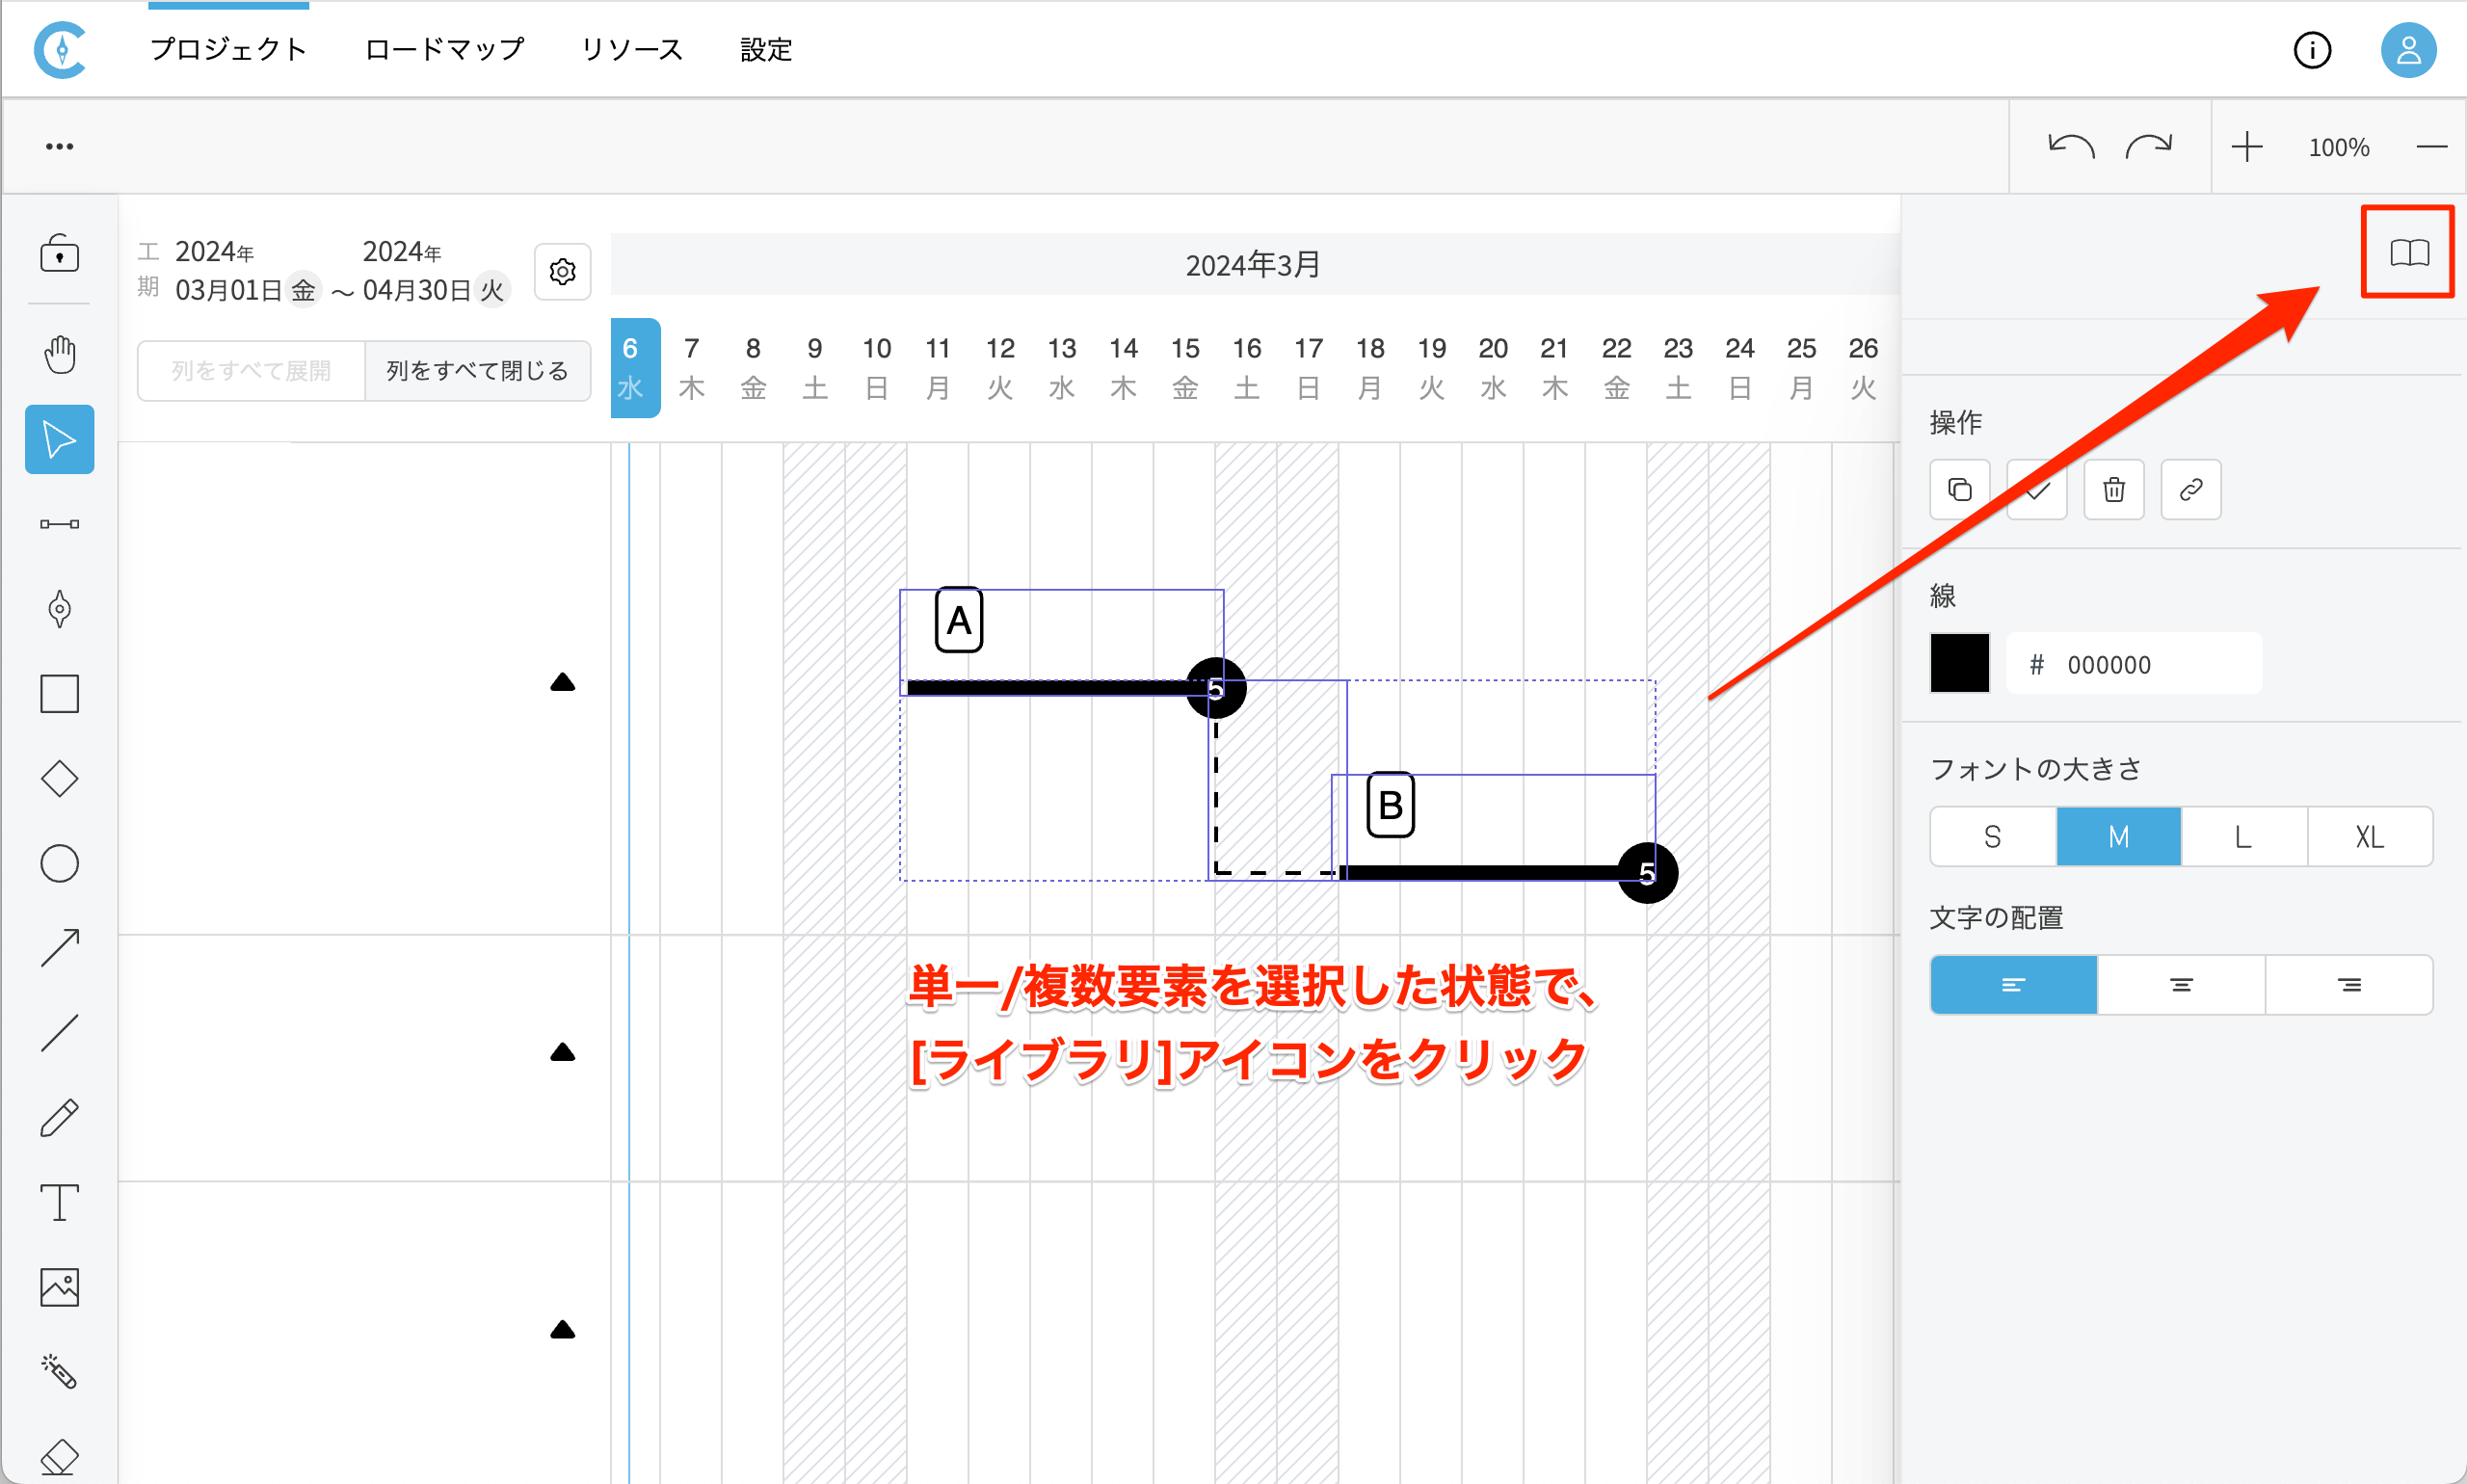 プロジェクト ロードマップ リソース 設定
100%
工期 2024年 03月01日 金 ～ 2024年 04月30日 火
列をすべて展開 列をすべて閉じる
2024年3月
6 7 8 9 10 11 12 13 14 15 16 17 18 19 20 21 22 23 24 25 26
水 木 金 土 日 月 火 水 木 金 土 日 月 火 水 木 金 土 日 月 火
操作
線
# 000000
フォントの大きさ
S M L XL
文字の配置
A
5
B
5
単一/複数要素を選択した状態で、
[ライブラリ]アイコンをクリック